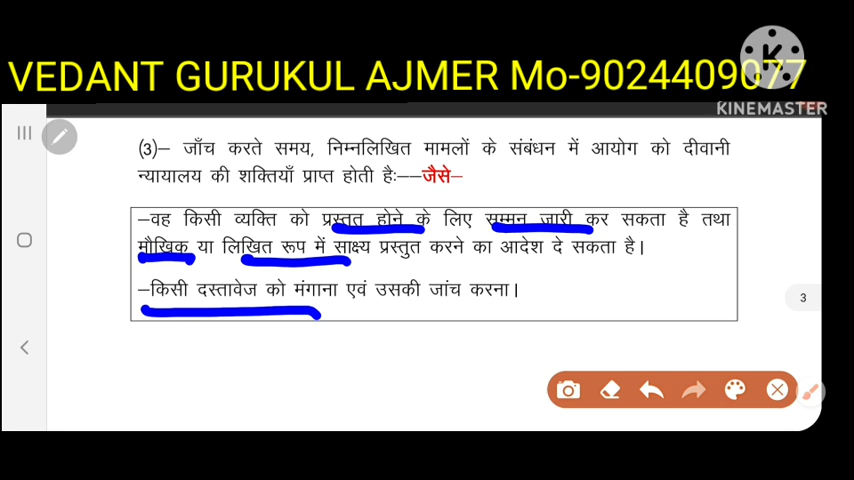 VEDANT GURUKUL AJMER Mo-9024409077
KINEMASTER
(3)– जाँच करते समय, निम्नलिखित मामलों के संबंधन में आयोग को दीवानी
न्यायालय की शक्तियाँ प्राप्त होती है:––जैसे–
–वह किसी व्यक्ति को प्रस्तुत होने के लिए सम्मन जारी कर सकता है तथा
मौखिक या लिखित रूप में साक्ष्य प्रस्तुत करने का आदेश दे सकता है।
–किसी दस्तावेज को मंगाना एवं उसकी जांच करना।
3